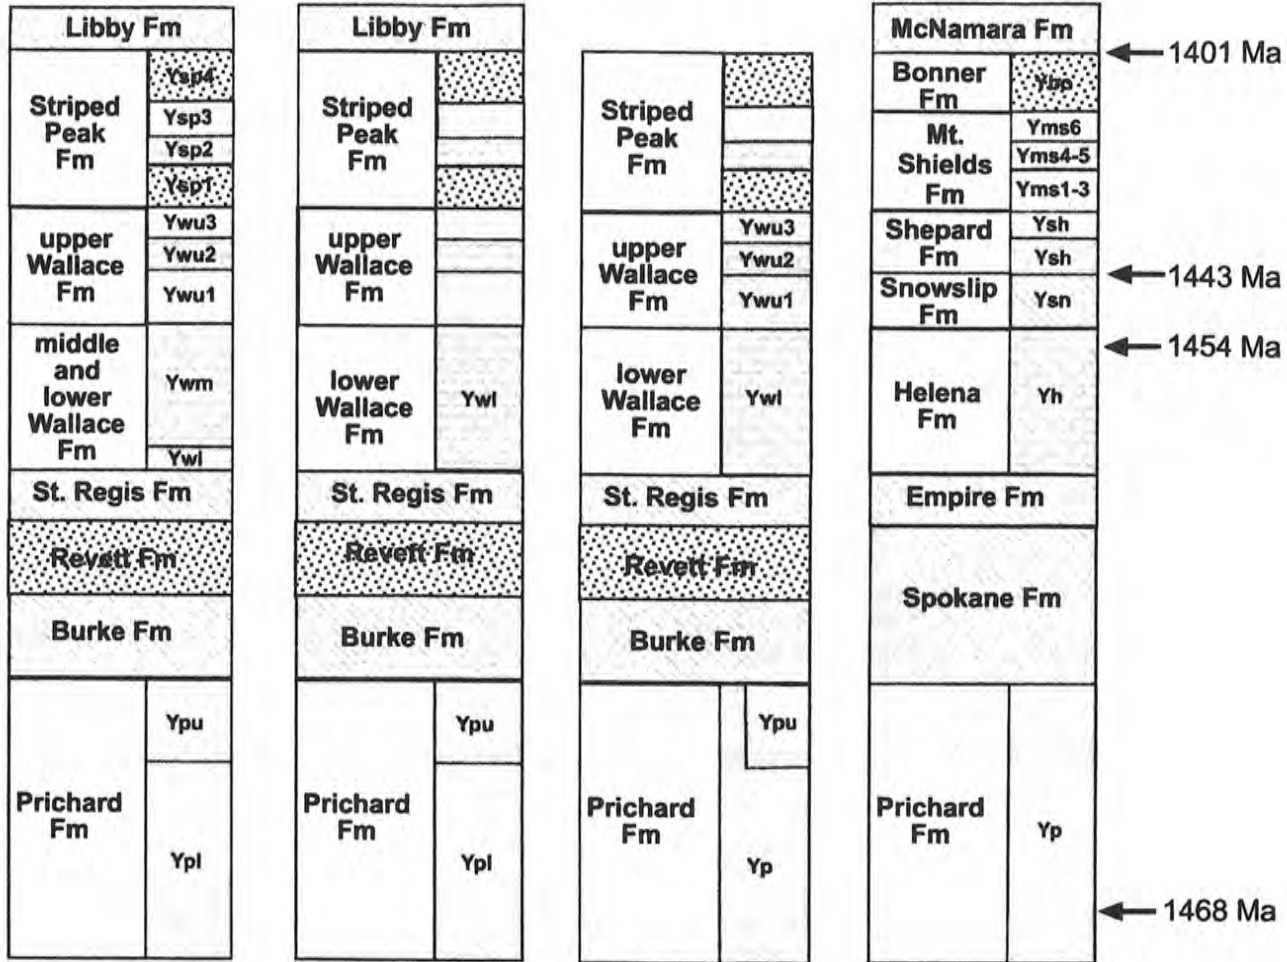 Libby Fm
Striped
Peak
Fm
Ysp4
Ysp3
Ysp2
Ysp1
upper
Wallace
Fm
Ywu3
Ywu2
Ywu1
middle
and
lower
Wallace
Fm
Ywm
Ywl
St. Regis Fm
Revett Fm
Burke Fm
Prichard
Fm
Ypu
Ypl
Libby Fm
Striped
Peak
Fm
upper
Wallace
Fm
lower
Wallace
Fm
Ywl
St. Regis Fm
Revett Fm
Burke Fm
Prichard
Fm
Ypu
Ypl
Striped
Peak
Fm
upper
Wallace
Fm
Ywu3
Ywu2
Ywu1
lower
Wallace
Fm
Ywl
St. Regis Fm
Revett Fm
Burke Fm
Prichard
Fm
Ypu
Yp
McNamara Fm
Bonner
Fm
Ybo
Mt.
Shields
Fm
Yms6
Yms4-5
Yms1-3
Shepard
Fm
Ysh
Ysh
Snowslip
Fm
Ysn
Helena
Fm
Yh
Empire Fm
Spokane Fm
Prichard
Fm
Yp
1401 Ma
1443 Ma
1454 Ma
1468 Ma